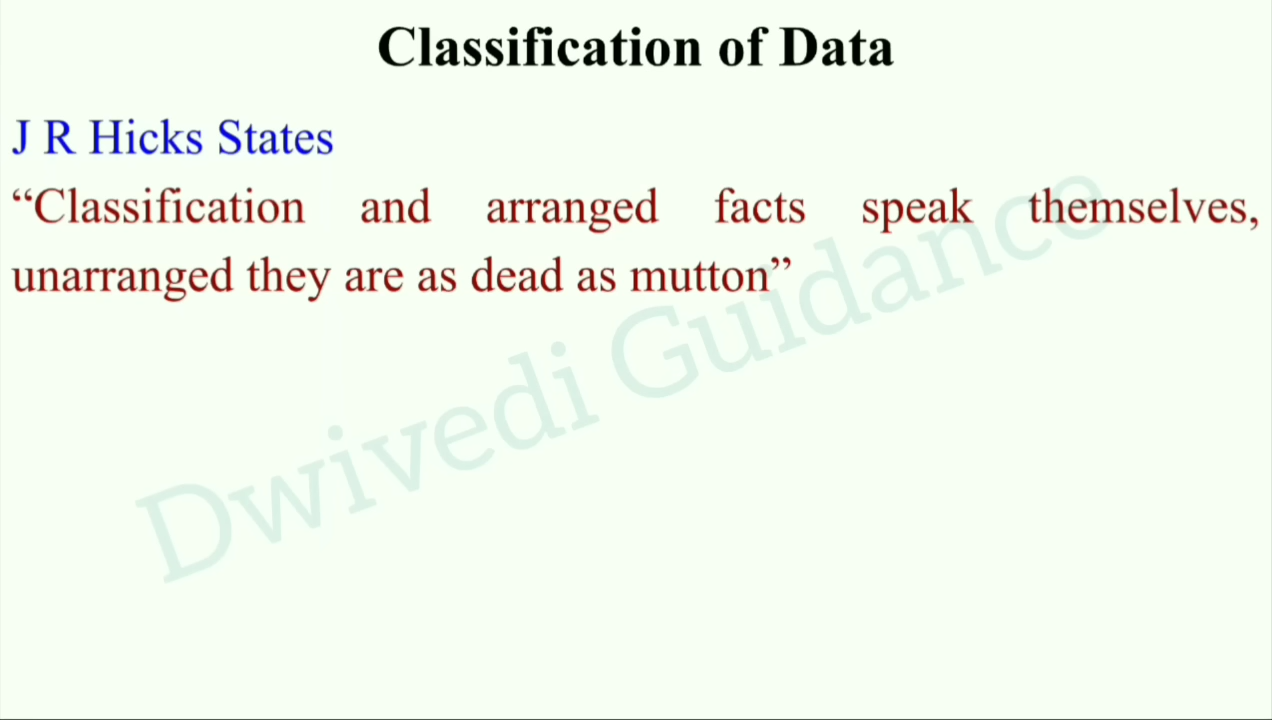 Classification of Data
J R Hicks States
“Classification and arranged facts speak themselves,
unarranged they are as dead as mutton”
Dwivedi Guidance